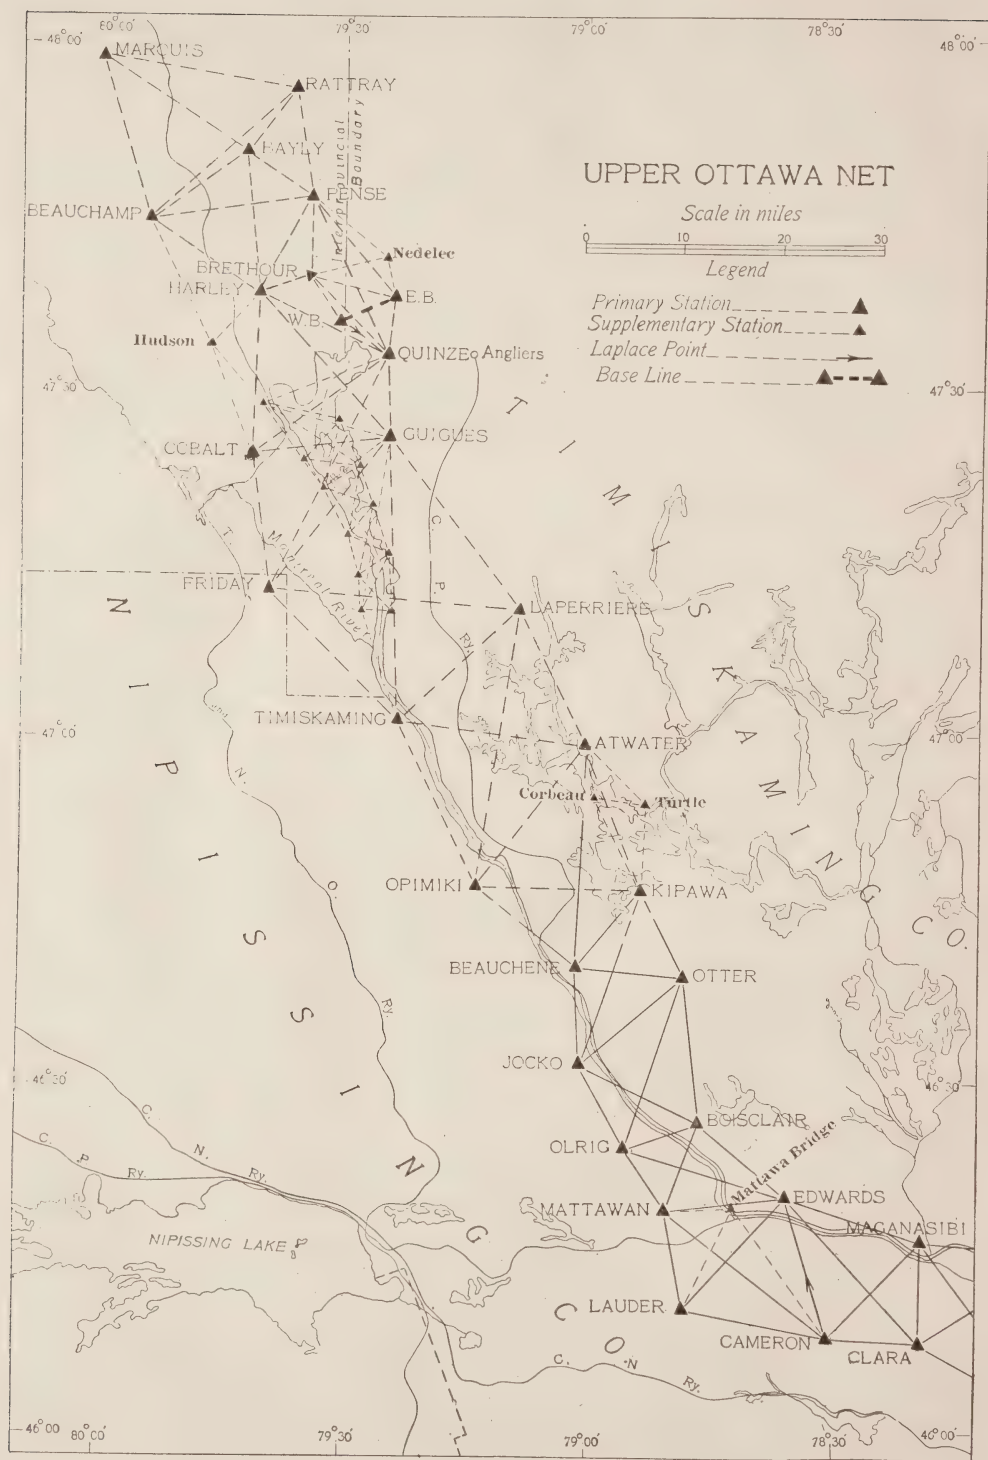 80°00'
79°30'
79°00'
78°30'
48°00'
48°00'
MARQUIS
RATTRAY
Interprovincial
Boundary
BAYLY
PENSE
BEAUCHAMP
UPPER OTTAWA NET
Scale in miles
0 10 20 30
Legend
Primary Station
Supplementary Station
Laplace Point
Base Line
Nedelec
BRETHOUR
HARLEY
E.B.
W.B.
Hudson
QUINZE
Angliers
47°30'
47°30'
COBALT
GUIGUES
T I M I S K A M I N G CO.
T.
Montreal River
FRIDAY
C. P. Ry.
LAPERRIERE
N I P I S S I N G CO.
TIMISKAMING
and
ATWATER
47°00'
47°00'
N.
Corbeau
Turtle
O.
OPIMIKI
KIPAWA
BEAUCHENE
OTTER
Ry.
JOCKO
46°30'
46°30'
C. N. Ry.
C. P. Ry.
BOISCLAIR
OLRIG
Mattawa Bridge
EDWARDS
MATTAWAN
MAGANASIBI
NIPISSING LAKE
LAUDER
CAMERON
CLARA
C. N. Ry.
46°00'
80°00'
79°30'
79°00'
78°30'